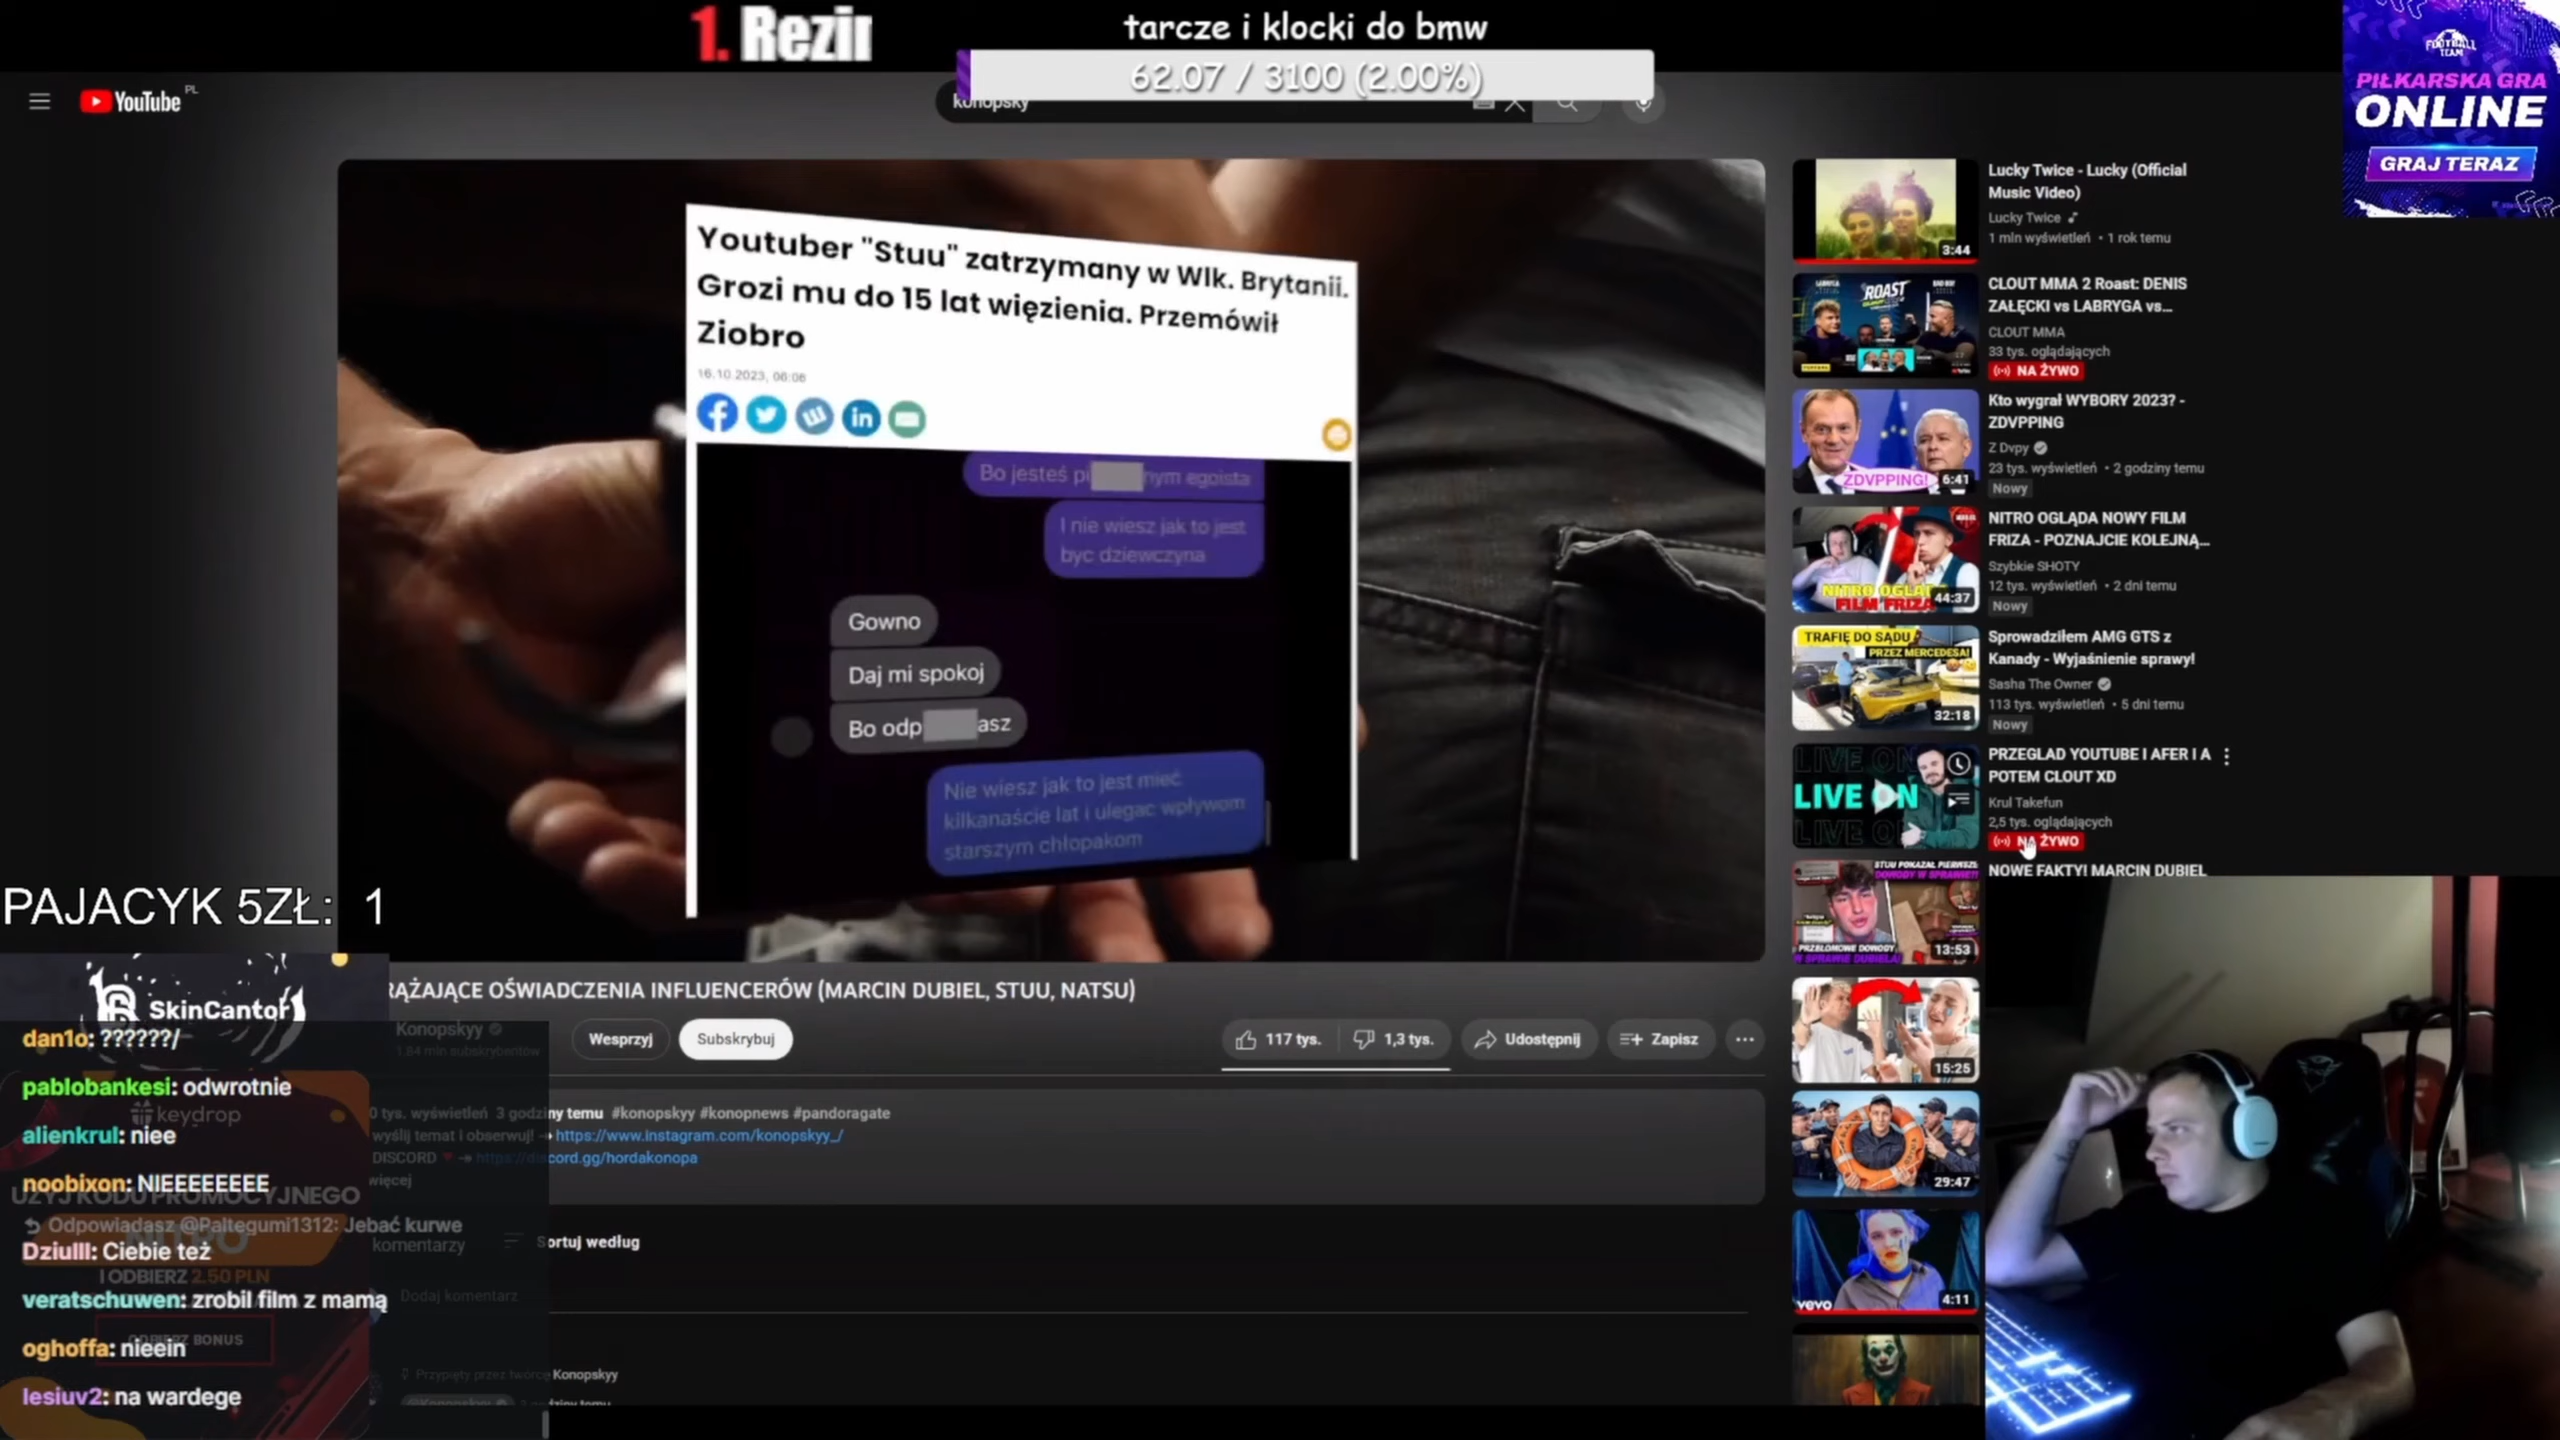 1. Rezir
tarcze i klocki do bmw
62.07 / 3100 (2.00%)
FOOTBALL TEAM
PIŁKARSKA GRA
ONLINE
GRAJ TERAZ
YouTube PL
konopsky
Youtuber "Stuu" zatrzymany w Wlk. Brytanii.
Grozi mu do 15 lat więzienia. Przemówił
Ziobro
16.10.2023, 06:06
Bo jesteś pi nym egoista
I nie wiesz jak to jest
byc dziewczyna
Gowno
Daj mi spokoj
Bo odp asz
Nie wiesz jak to jest mieć
kilkanaście lat i ulegac wpływom
starszym chłopakom
Lucky Twice - Lucky (Official
Music Video)
Lucky Twice
1 mln wyświetleń • 1 rok temu
3:44
ROAST
CLOUT MMA 2 Roast: DENIS
ZAŁĘCKI vs LABRYGA vs...
CLOUT MMA
33 tys. oglądających
NA ŻYWO
ZDVPPING!
6:41
Kto wygrał WYBORY 2023? -
ZDVPPING
Z Dvpy
23 tys. wyświetleń • 2 godziny temu
Nowy
NITRO OGLĄ
FILM FRIZA
44:37
NITRO OGLĄDA NOWY FILM
FRIZA - POZNAJCIE KOLEJNĄ...
Szybkie SHOTY
12 tys. wyświetleń • 2 dni temu
Nowy
TRAFIĘ DO SĄDU
PRZEZ MERCEDESA!
32:18
Sprowadziłem AMG GTS z
Kanady - Wyjaśnienie sprawy!
Sasha The Owner
113 tys. wyświetleń • 5 dni temu
Nowy
LIVE ON
LIVE ON
LIVE ON
PRZEGLAD YOUTUBE I AFER I A
POTEM CLOUT XD
Krul Takefun
2,5 tys. oglądających
NA ŻYWO
STUU POKAZAŁ PIERWSZE
DOWODY W SPRAWIE!!
PRZEŁOMOWE DOWODY
W SPRAWIE DUBIELA!
13:53
NOWE FAKTY! MARCIN DUBIEL
15:25
29:47
vevo
4:11
PAJACYK 5ZŁ: 1
SkinCantor
RĄŻAJĄCE OŚWIADCZENIA INFLUENCERÓW (MARCIN DUBIEL, STUU, NATSU)
Konopskyy
1.84 mln subskrybentów
Wesprzyj
Subskrybuj
117 tys.
1,3 tys.
Udostępnij
Zapisz
0 tys. wyświetleń 3 godziny temu #konopskyy #konopnews #pandoragate
wyślij temat i obserwuj! → https://www.instagram.com/konopskyy_/
DISCORD → https://discord.gg/hordakonopa
więcej
komentarzy
Sortuj według
Dodaj komentarz
Przypięty przez twórcę Konopskyy
dan1o: ??????/
pablobankesi: odwrotnie
keydrop
alienkrul: niee
noobixon: NIEEEEEEEE
UŻYJ KODU PROMOCYJNEGO
Odpowiadasz @Paltegumi1312: Jebać kurwe
NITRO
Dziulll: Ciebie też
I ODBIERZ 2.50 PLN
veratschuwen: zrobil film z mamą
ODBIERZ BONUS
oghoffa: nieein
lesiuv2: na wardege